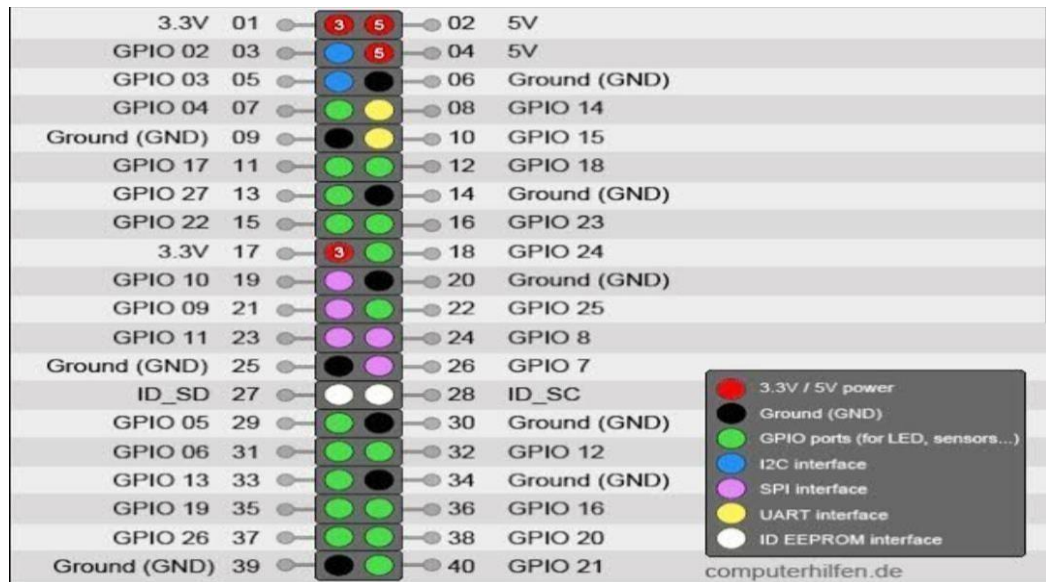 3.3V 01 3 5 02 5V
GPIO 02 03 5 04 5V
GPIO 03 05 06 Ground (GND)
GPIO 04 07 08 GPIO 14
Ground (GND) 09 10 GPIO 15
GPIO 17 11 12 GPIO 18
GPIO 27 13 14 Ground (GND)
GPIO 22 15 16 GPIO 23
3.3V 17 3 18 GPIO 24
GPIO 10 19 20 Ground (GND)
GPIO 09 21 22 GPIO 25
GPIO 11 23 24 GPIO 8
Ground (GND) 25 26 GPIO 7
ID_SD 27 28 ID_SC
GPIO 05 29 30 Ground (GND)
GPIO 06 31 32 GPIO 12
GPIO 13 33 34 Ground (GND)
GPIO 19 35 36 GPIO 16
GPIO 26 37 38 GPIO 20
Ground (GND) 39 40 GPIO 21
3.3V / 5V power
Ground (GND)
GPIO ports (for LED, sensors...)
I2C interface
SPI interface
UART interface
ID EEPROM interface
computerhilfen.de